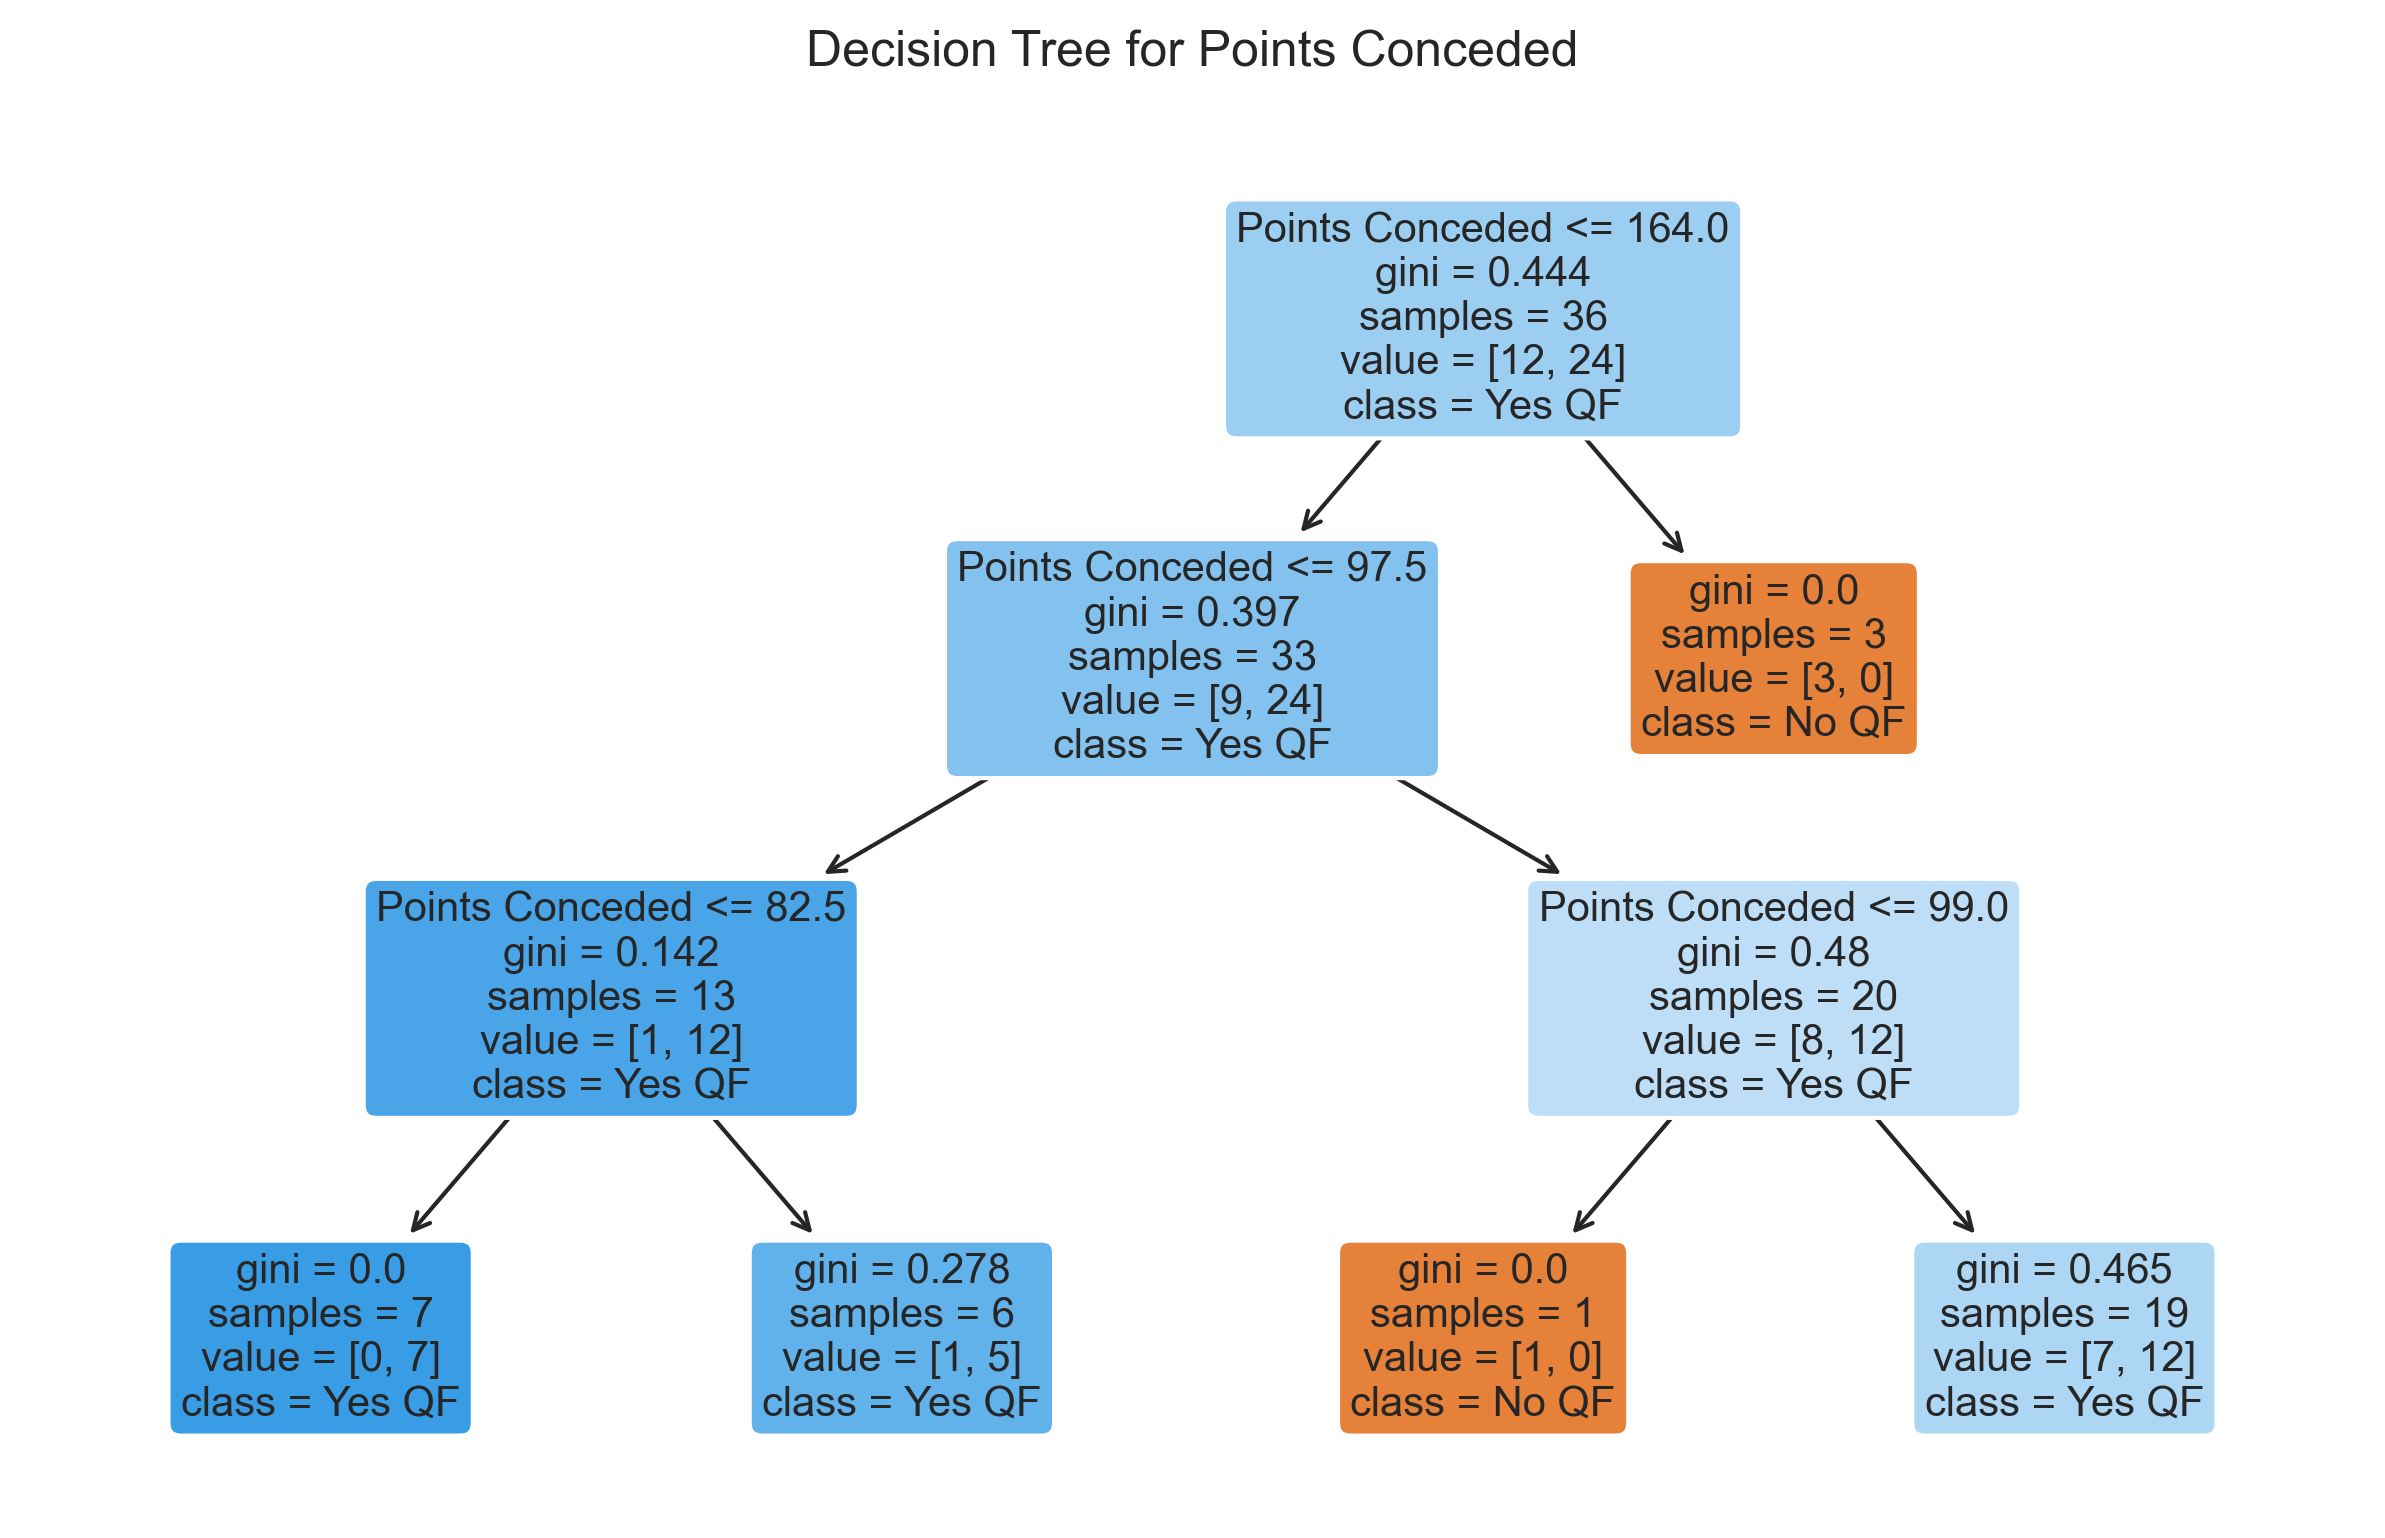 Decision Tree for Points Conceded
Points Conceded <= 164.0
gini = 0.444
samples = 36
value = [12, 24]
class = Yes QF
Points Conceded <= 97.5
gini = 0.397
samples = 33
value = [9, 24]
class = Yes QF
gini = 0.0
samples = 3
value = [3, 0]
class = No QF
Points Conceded <= 82.5
gini = 0.142
samples = 13
value = [1, 12]
class = Yes QF
Points Conceded <= 99.0
gini = 0.48
samples = 20
value = [8, 12]
class = Yes QF
gini = 0.0
samples = 7
value = [0, 7]
class = Yes QF
gini = 0.278
samples = 6
value = [1, 5]
class = Yes QF
gini = 0.0
samples = 1
value = [1, 0]
class = No QF
gini = 0.465
samples = 19
value = [7, 12]
class = Yes QF